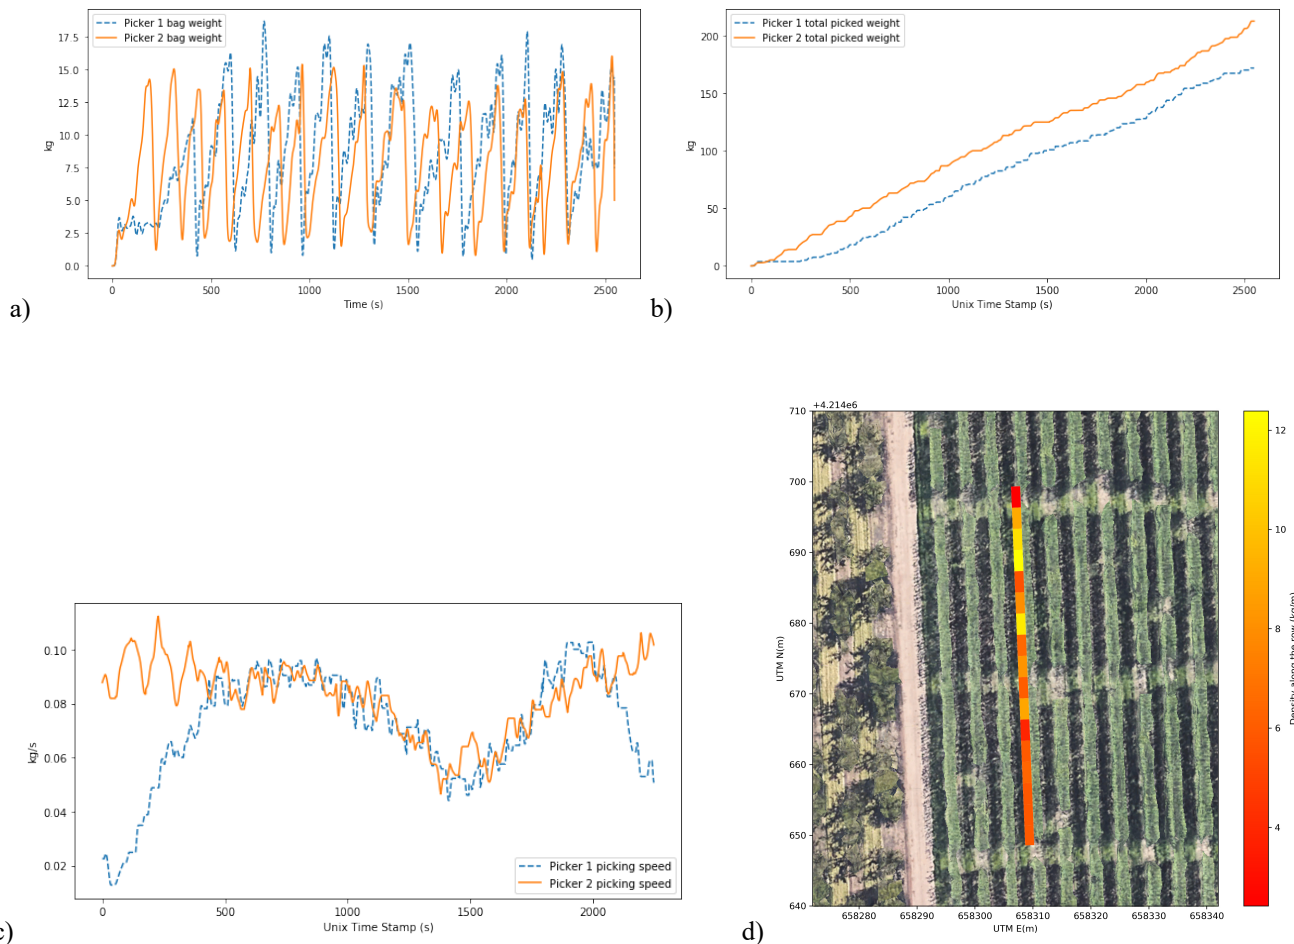 Picker 1 bag weight
Picker 2 bag weight
17.5
15.0
12.5
10.0
7.5
5.0
2.5
0.0
kg
0 500 1000 1500 2000 2500
Time (s)
a)
Picker 1 total picked weight
Picker 2 total picked weight
200
150
100
50
0
kg
0 500 1000 1500 2000 2500
Unix Time Stamp (s)
b)
0.10
0.08
0.06
0.04
0.02
kg/s
Picker 1 picking speed
Picker 2 picking speed
0 500 1000 1500 2000
Unix Time Stamp (s)
c)
+4.214e6
710
700
690
680
670
660
650
640
UTM N(m)
658280 658290 658300 658310 658320 658330 658340
UTM E(m)
12
10
8
6
4
Density along the row (kg/m)
d)